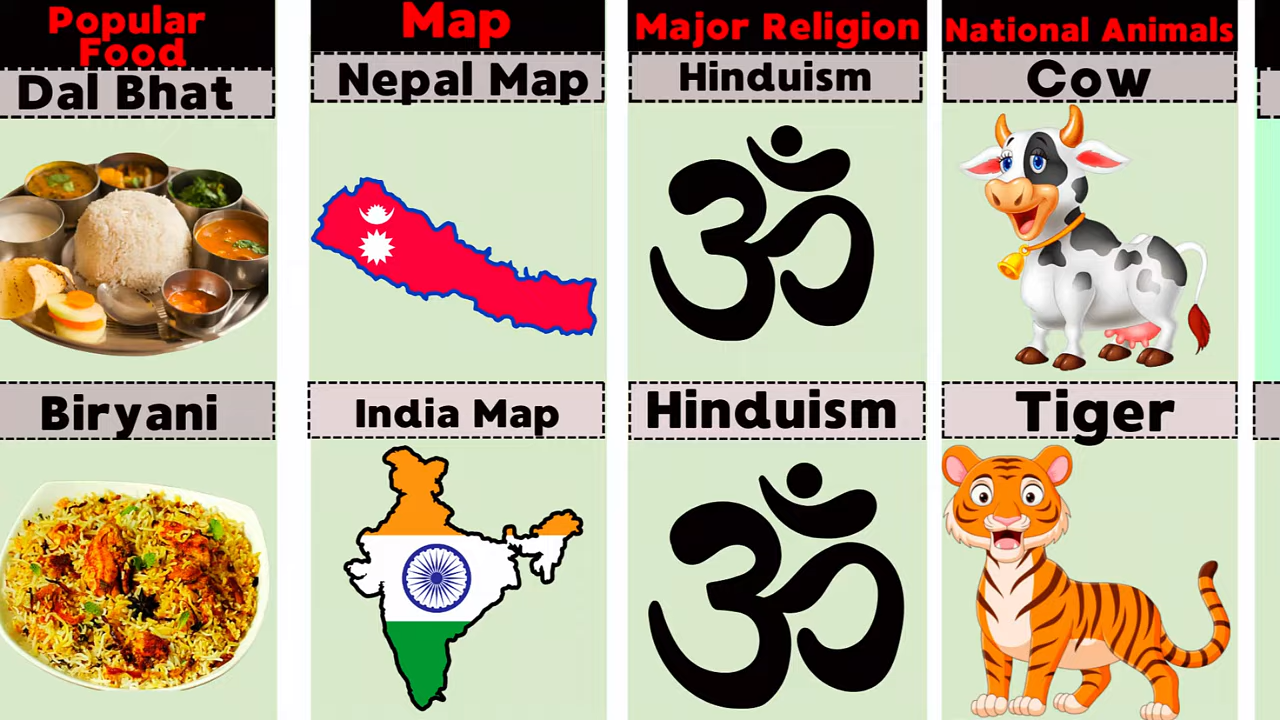 Popular
Food
Map
Major Religion
National Animals
Dal Bhat
Nepal Map
Hinduism
Cow
Biryani
India Map
Hinduism
Tiger